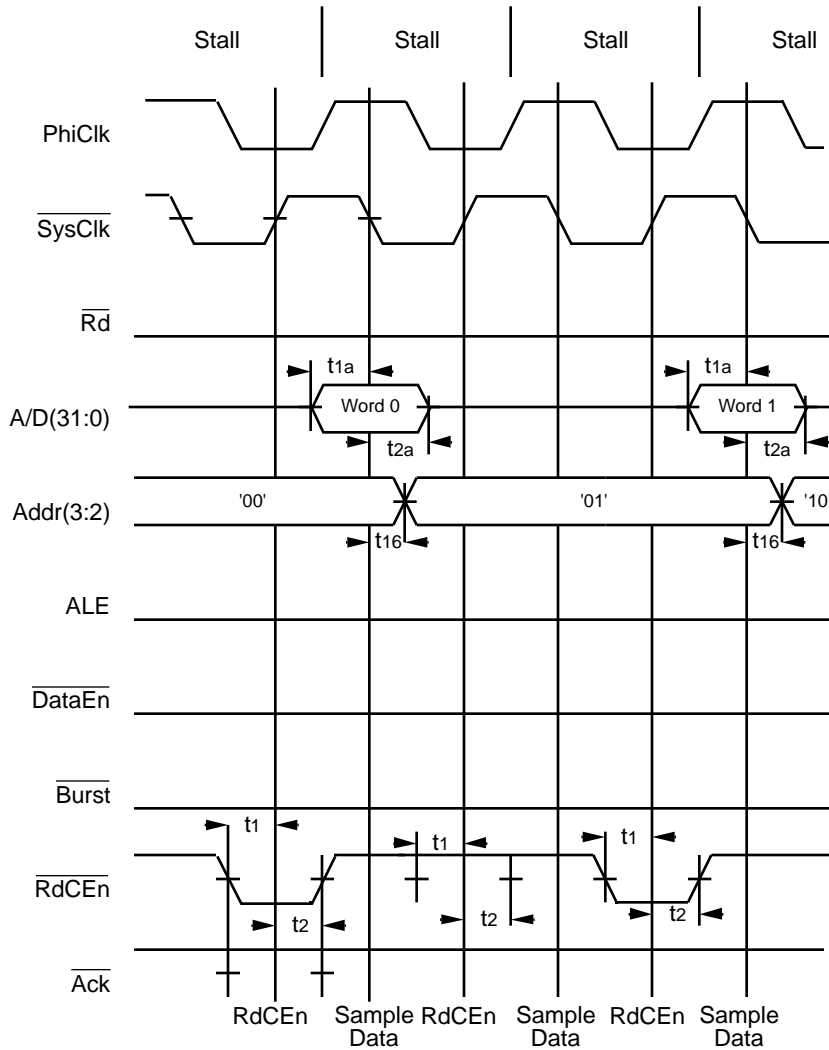 Stall Stall Stall Stall
PhiClk
SysClk
Rd
t1a t1a
A/D(31:0) Word 0 Word 1
t2a t2a
Addr(3:2) '00' '01' '10'
t16 t16
ALE
DataEn
Burst
t1 t1 t1
RdCEn
t2 t2 t2
Ack
RdCEn Sample RdCEn Sample RdCEn Sample
Data Data Data